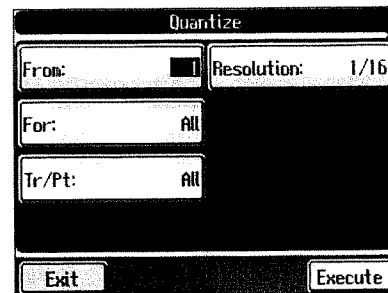 Quantize
From: 1 Resolution: 1/16
For: All
Tr/Pt: All
Exit Execute